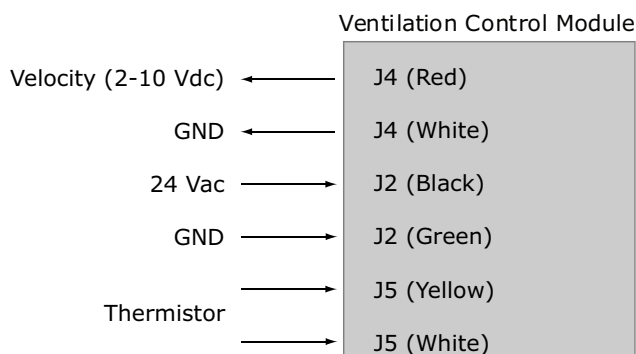 Ventilation Control Module
Velocity (2-10 Vdc) J4 (Red)
GND J4 (White)
24 Vac J2 (Black)
GND J2 (Green)
J5 (Yellow)
Thermistor
J5 (White)